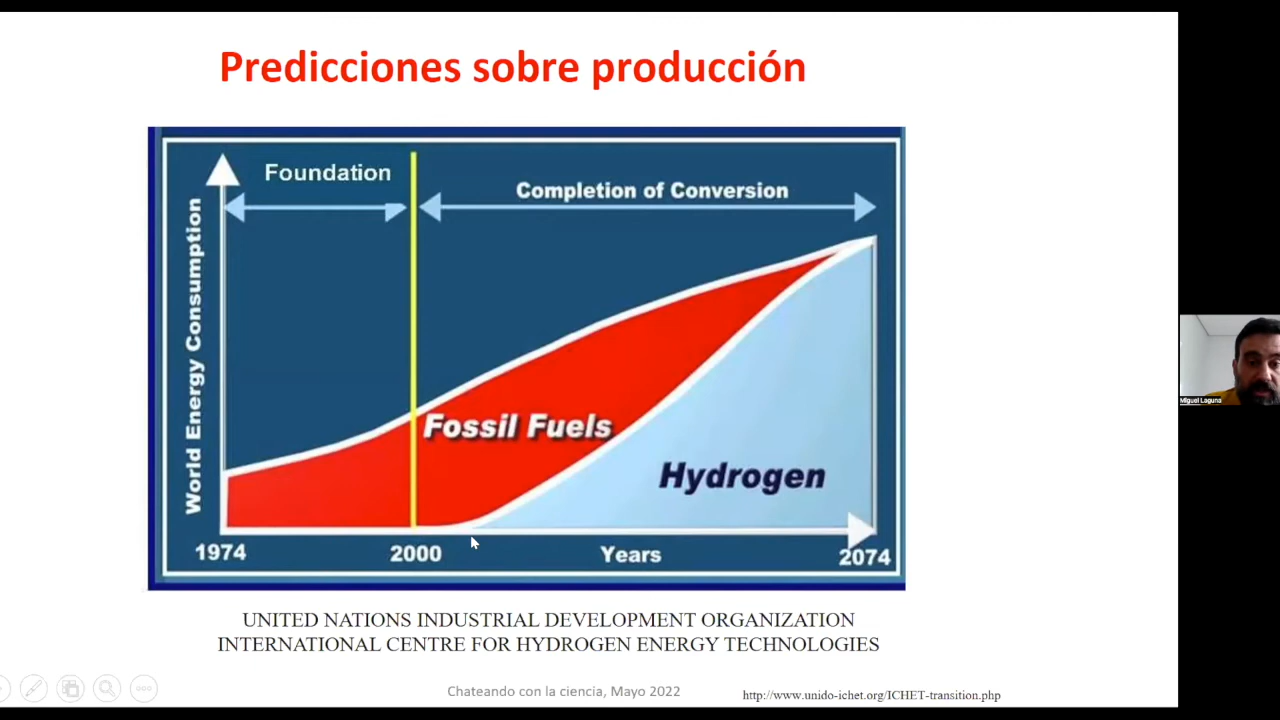 Predicciones sobre producción
Foundation
Completion of Conversion
World Energy Consumption
Fossil Fuels
Hydrogen
1974
2000
Years
2074
Miguel Laguna
UNITED NATIONS INDUSTRIAL DEVELOPMENT ORGANIZATION
INTERNATIONAL CENTRE FOR HYDROGEN ENERGY TECHNOLOGIES
Chateando con la ciencia, Mayo 2022
http://www.unido-ichet.org/ICHET-transition.php